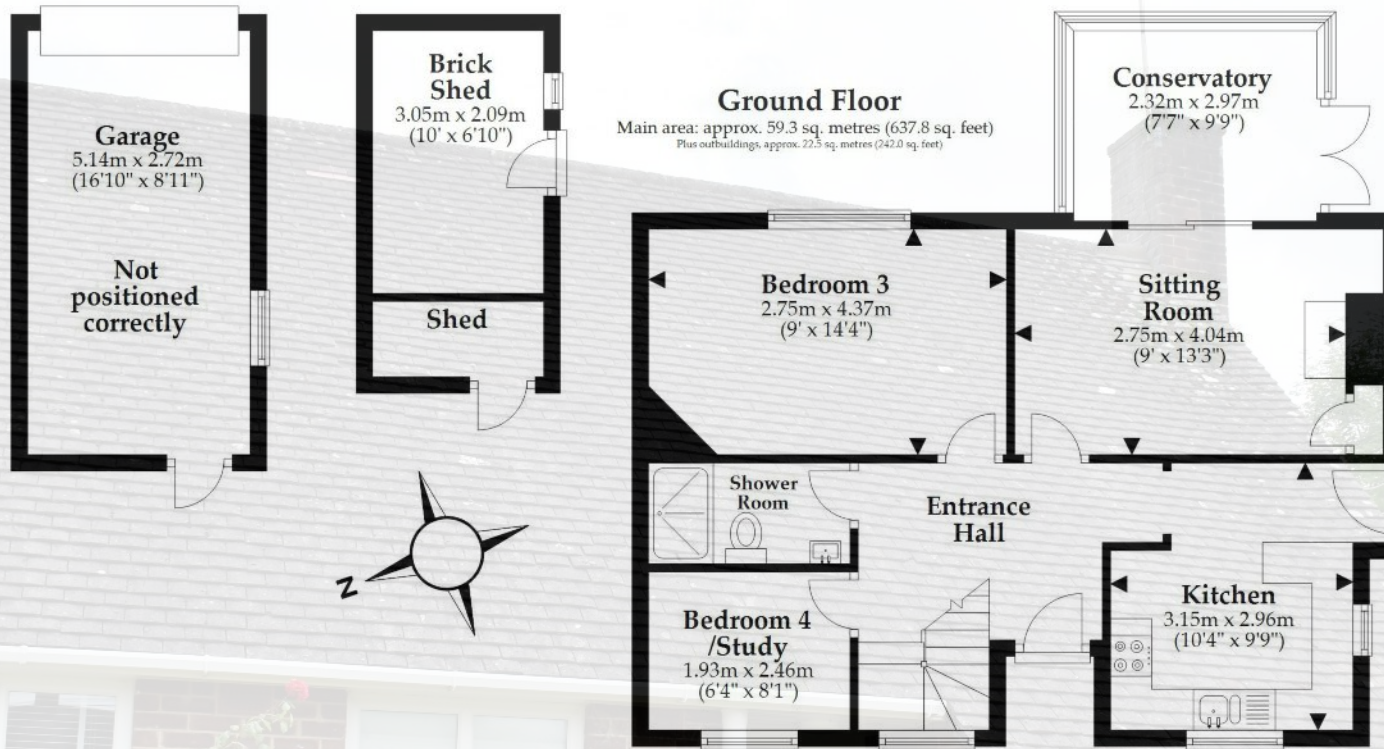 Garage
5.14m x 2.72m
(16'10" x 8'11")
Not
positioned
correctly
Brick
Shed
3.05m x 2.09m
(10' x 6'10")
Shed
Ground Floor
Main area: approx. 59.3 sq. metres (637.8 sq. feet)
Plus outbuildings, approx. 22.5 sq. metres (242.0 sq. feet)
Conservatory
2.32m x 2.97m
(7'7" x 9'9")
Bedroom 3
2.75m x 4.37m
(9' x 14'4")
Sitting
Room
2.75m x 4.04m
(9' x 13'3")
Shower
Room
Entrance
Hall
Bedroom 4
/Study
1.93m x 2.46m
(6'4" x 8'1")
Kitchen
3.15m x 2.96m
(10'4" x 9'9")
N